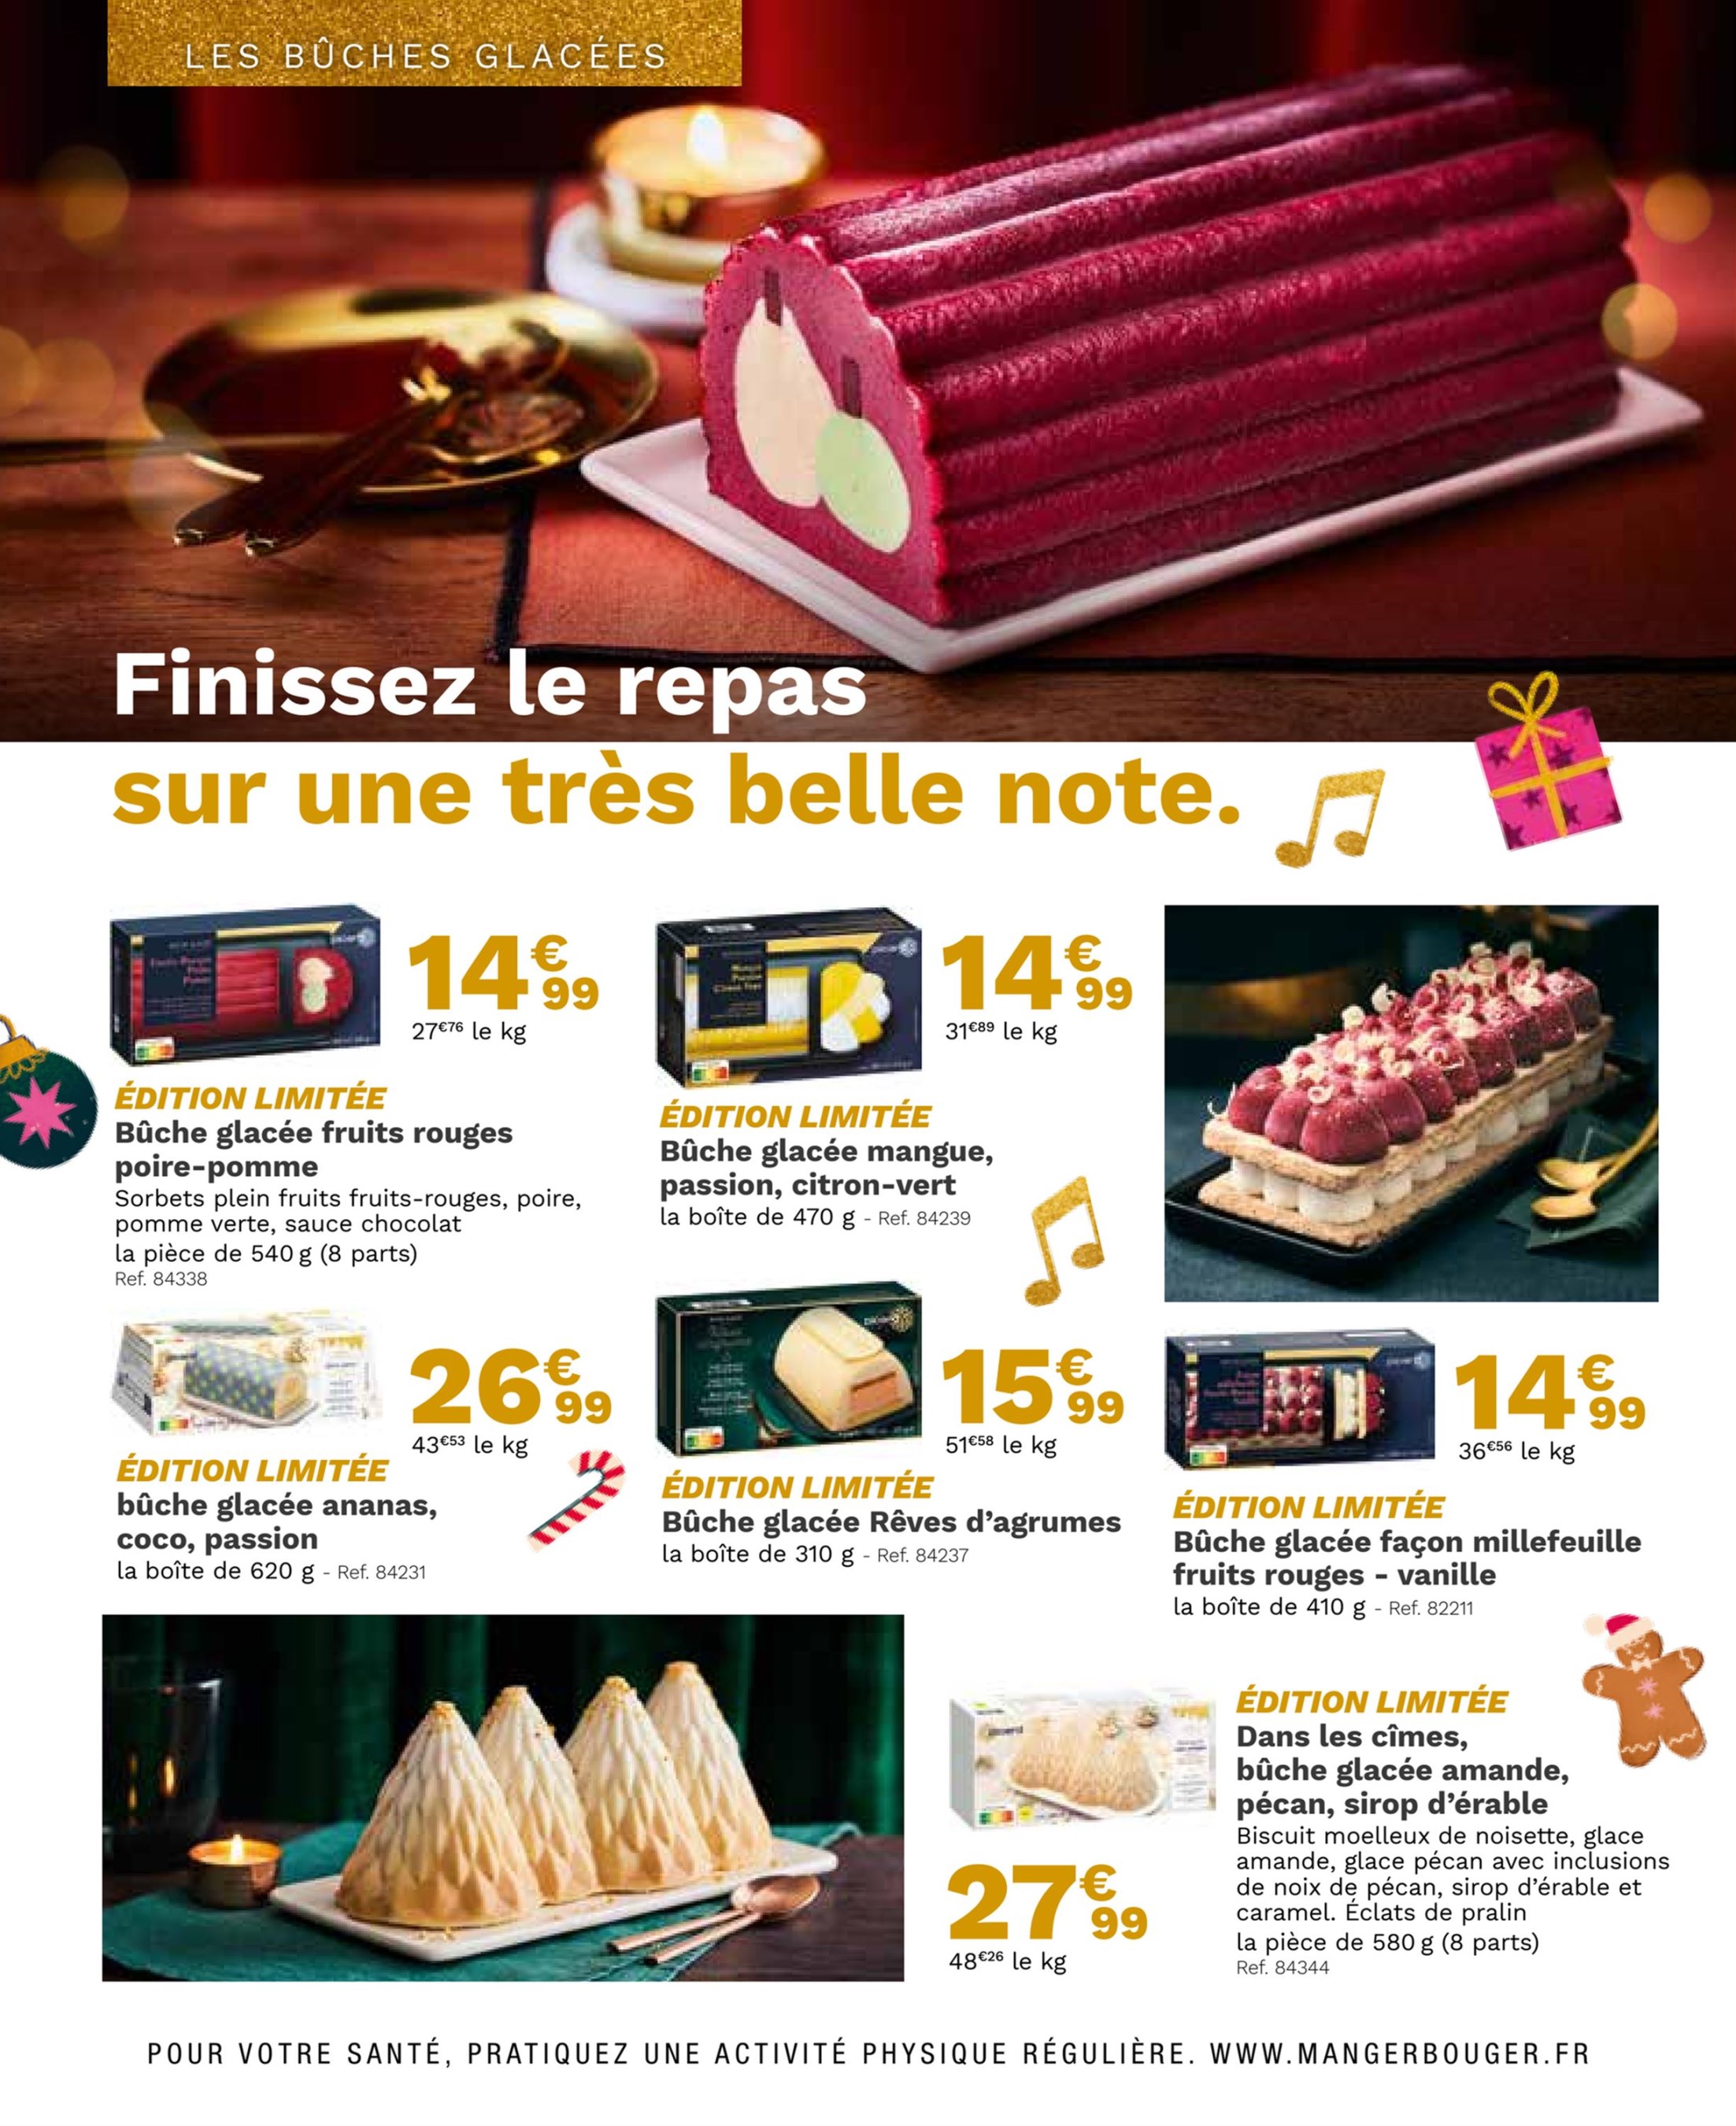 LES BÛCHES GLACÉES
Finissez le repas
sur une très belle note.
14€99
27€76 le kg
ÉDITION LIMITÉE
Bûche glacée fruits rouges
poire-pomme
Sorbets plein fruits fruits-rouges, poire,
pomme verte, sauce chocolat
la pièce de 540 g (8 parts)
Ref. 84338
14€99
31€89 le kg
ÉDITION LIMITÉE
Bûche glacée mangue,
passion, citron-vert
la boîte de 470 g - Ref. 84239
26€99
43€53 le kg
ÉDITION LIMITÉE
bûche glacée ananas,
coco, passion
la boîte de 620 g - Ref. 84231
15€99
51€58 le kg
ÉDITION LIMITÉE
Bûche glacée Rêves d'agrumes
la boîte de 310 g - Ref. 84237
14€99
36€56 le kg
ÉDITION LIMITÉE
Bûche glacée façon millefeuille
fruits rouges - vanille
la boîte de 410 g - Ref. 82211
27€99
48€26 le kg
ÉDITION LIMITÉE
Dans les cîmes,
bûche glacée amande,
pécan, sirop d'érable
Biscuit moelleux de noisette, glace
amande, glace pécan avec inclusions
de noix de pécan, sirop d'érable et
caramel. Éclats de pralin
la pièce de 580 g (8 parts)
Ref. 84344
POUR VOTRE SANTÉ, PRATIQUEZ UNE ACTIVITÉ PHYSIQUE RÉGULIÈRE. WWW.MANGERBOUGER.FR